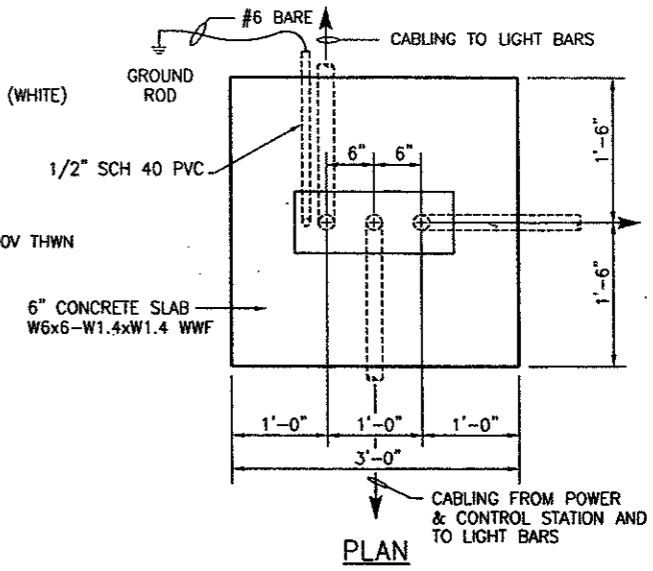 #6 BARE
CABLING TO LIGHT BARS
GROUND
ROD
(WHITE)
1/2" SCH 40 PVC
6" 6"
1'-6"
OV THWN
1'-6"
6" CONCRETE SLAB
W6x6-W1.4xW1.4 WWF
1'-0" 1'-0" 1'-0"
3'-0"
CABLING FROM POWER
& CONTROL STATION AND
TO LIGHT BARS
PLAN